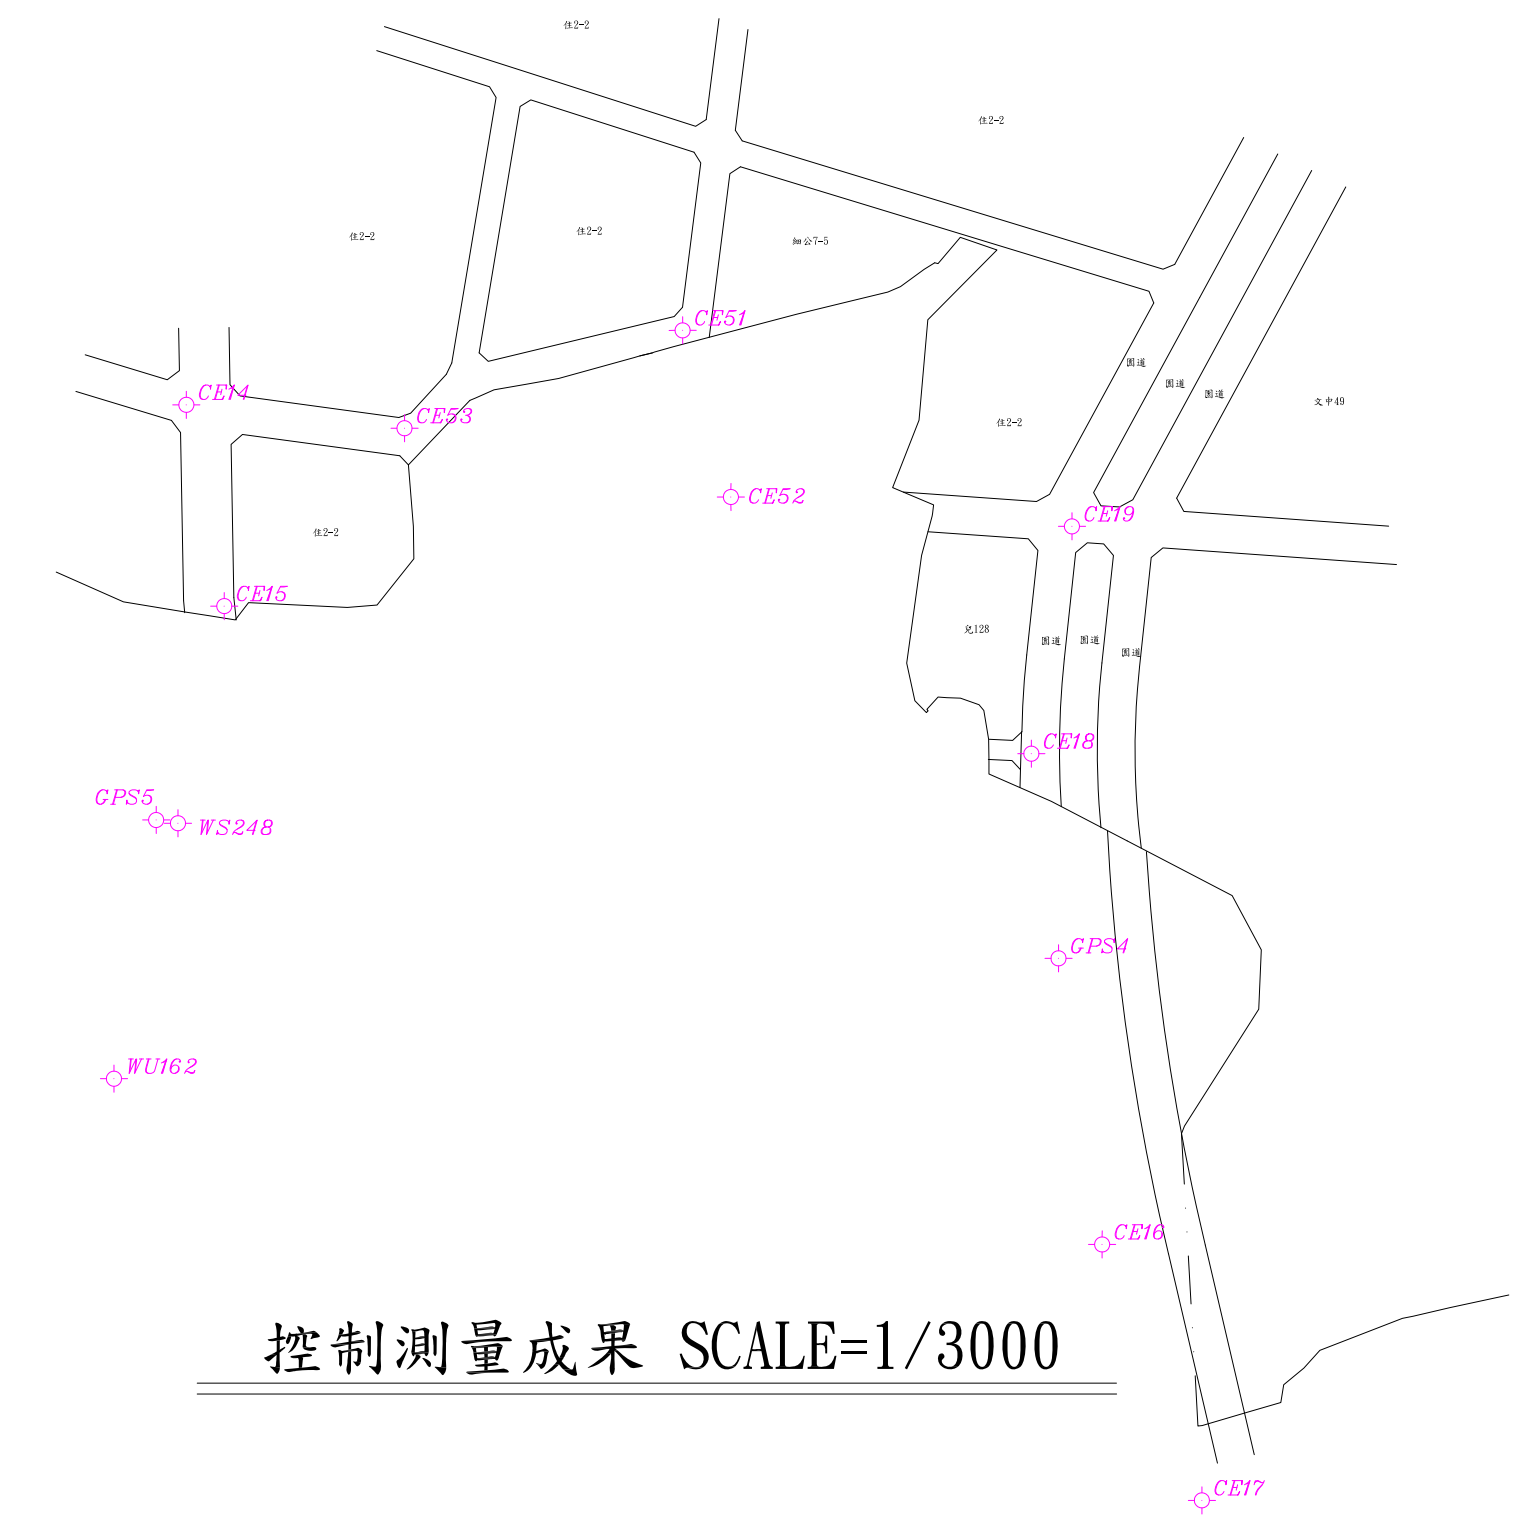 住2-2
住2-2
住2-2
住2-2
細公7-5
CE51
園道
園道
園道
文中49
CE14
CE53
住2-2
CE52
CE19
住2-2
CE15
兒128
園道
園道
園道
CE18
GPS5
WS248
GPS4
WU162
CE16
控制測量成果 SCALE=1/3000
CE17